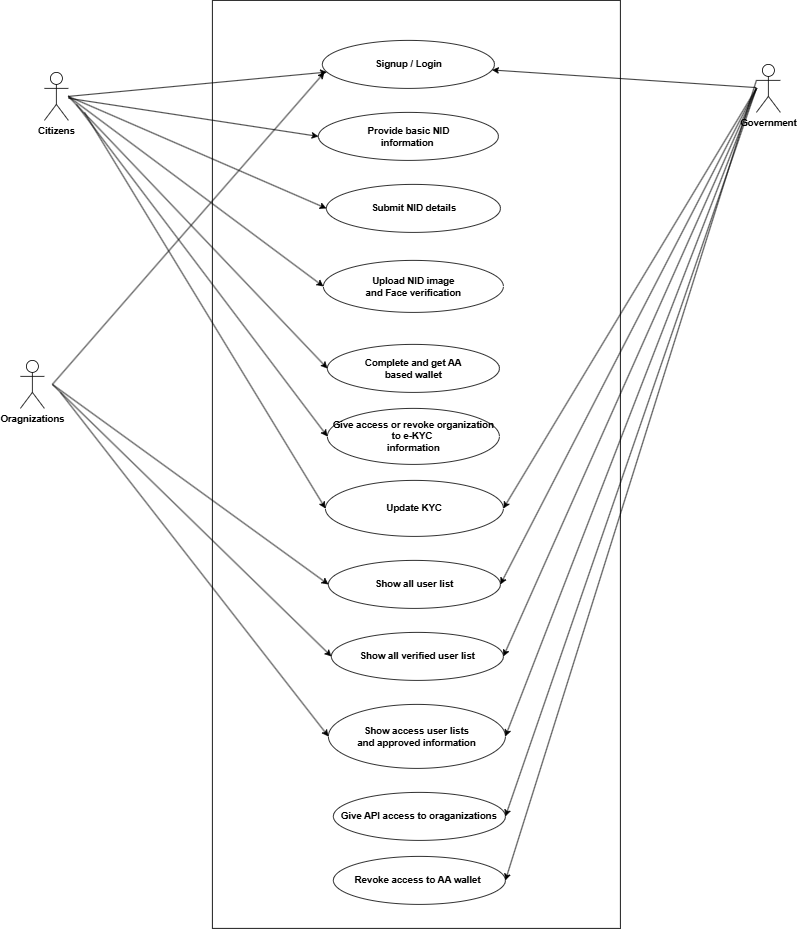 Signup / Login
Citizens
Government
Provide basic NID
information
Submit NID details
Upload NID image
and Face verification
Complete and get AA
based wallet
Oragnizations
Give access or revoke organization
to e-KYC
information
Update KYC
Show all user list
Show all verified user list
Show access user lists
and approved information
Give API access to oraganizations
Revoke access to AA wallet